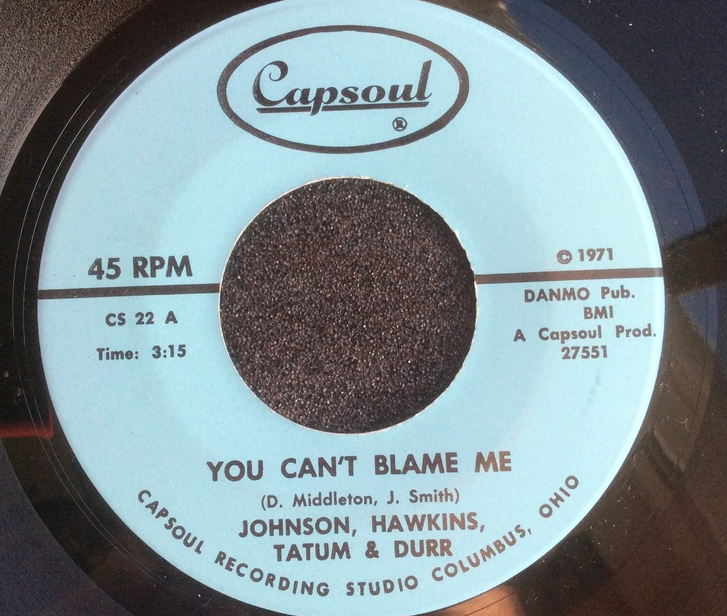 Capsoul
®
45 RPM
© 1971
CS 22 A
Time: 3:15
DANMO Pub.
BMI
A Capsoul Prod.
27551
YOU CAN'T BLAME ME
(D. Middleton, J. Smith)
JOHNSON, HAWKINS,
TATUM & DURR
CAPSOUL RECORDING STUDIO COLUMBUS, OHIO